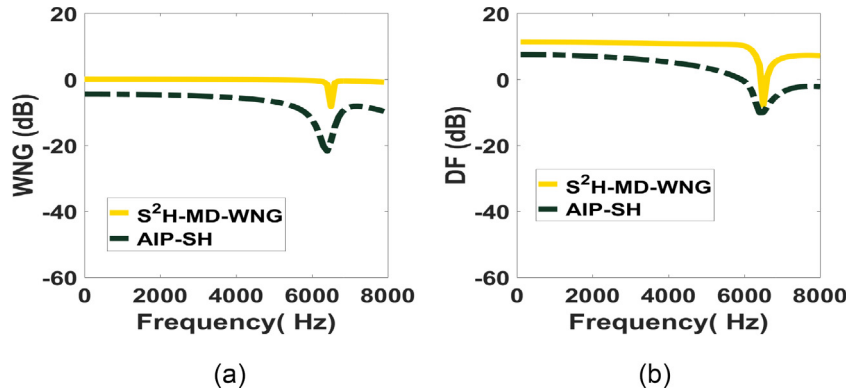 20
0
-20
-40
-60
WNG (dB)
S²H-MD-WNG
AIP-SH
0 2000 4000 6000 8000
Frequency( Hz)
(a)
20
0
-20
-40
-60
DF (dB)
S²H-MD-WNG
AIP-SH
0 2000 4000 6000 8000
Frequency( Hz)
(b)